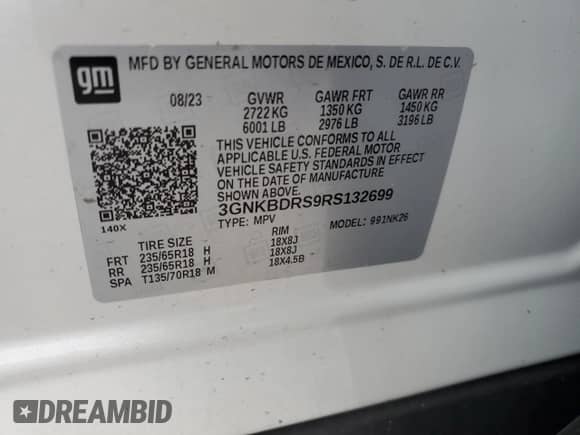 gm
MFD BY GENERAL MOTORS DE MEXICO, S. DE R.L. DE C.V.
08/23 GVWR GAWR FRT GAWR RR
2722 KG 1350 KG 1450 KG
6001 LB 2976 LB 3196 LB
THIS VEHICLE CONFORMS TO ALL
APPLICABLE U.S. FEDERAL MOTOR
VEHICLE SAFETY STANDARDS IN EFFECT
ON THE DATE OF MANUFACTURE
SHOWN ABOVE.
3GNKBDRS9RS132699
140X TYPE: MPV MODEL: 991NK26
TIRE SIZE RIM
FRT 235/65R18 H 18X8J
RR 235/65R18 H 18X8J
SPA T135/70R18 M 18X4.5B
DREAMBID